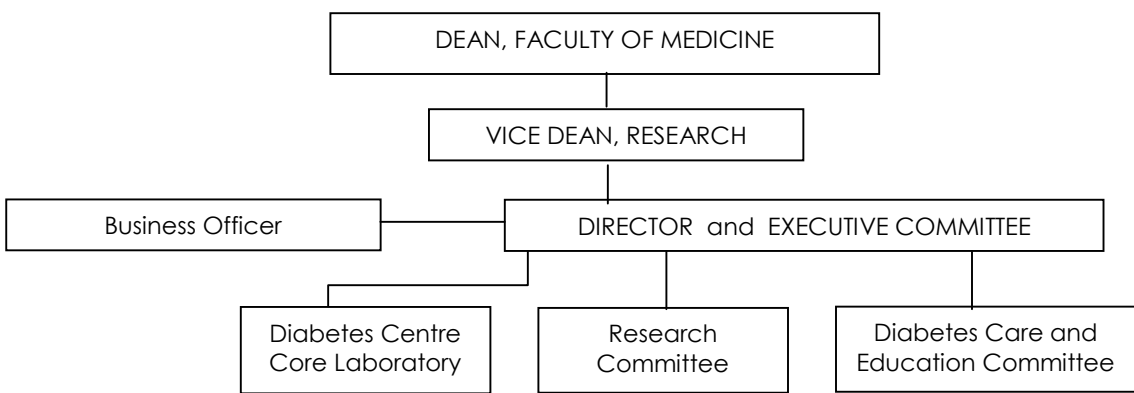 DEAN, FACULTY OF MEDICINE
VICE DEAN, RESEARCH
Business Officer
DIRECTOR and EXECUTIVE COMMITTEE
Diabetes Centre
Core Laboratory
Research
Committee
Diabetes Care and
Education Committee